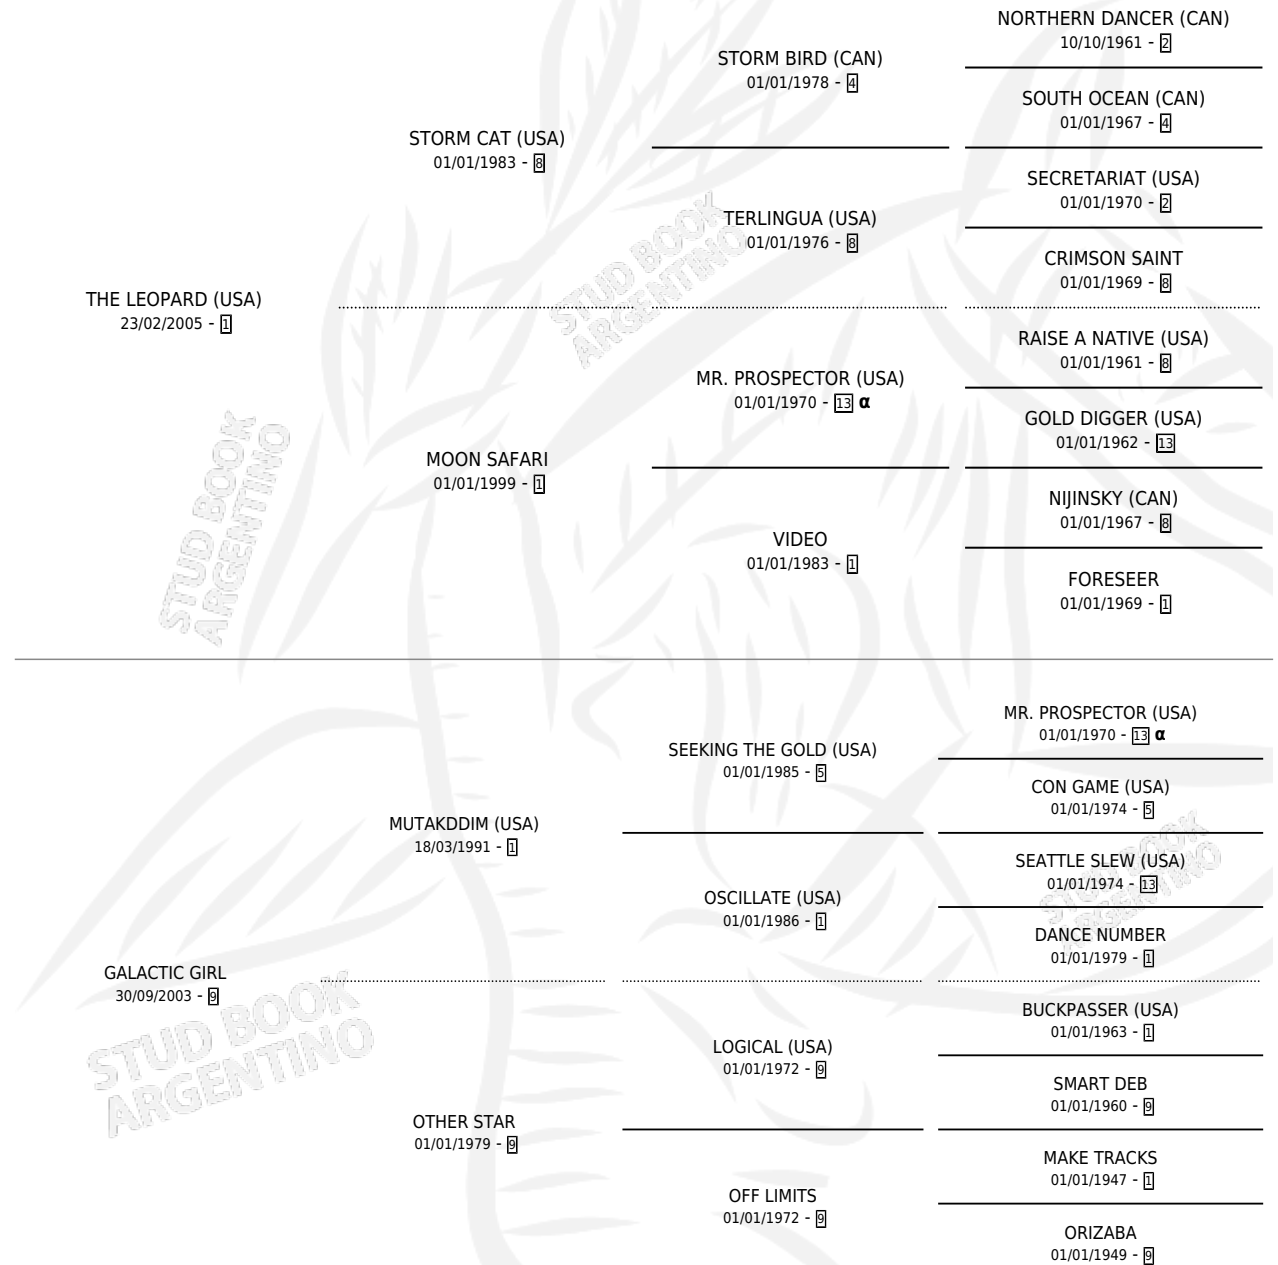 NORTHERN DANCER (CAN)
10/10/1961 - 2
STORM BIRD (CAN)
01/01/1978 - 4
SOUTH OCEAN (CAN)
01/01/1967 - 4
STORM CAT (USA)
01/01/1983 - 8
SECRETARIAT (USA)
01/01/1970 - 2
TERLINGUA (USA)
01/01/1976 - 8
CRIMSON SAINT
01/01/1969 - 8
THE LEOPARD (USA)
23/02/2005 - 1
RAISE A NATIVE (USA)
01/01/1961 - 8
MR. PROSPECTOR (USA)
01/01/1970 - 13 α
GOLD DIGGER (USA)
01/01/1962 - 13
MOON SAFARI
01/01/1999 - 1
NIJINSKY (CAN)
01/01/1967 - 8
VIDEO
01/01/1983 - 1
FORESEER
01/01/1969 - 1
MR. PROSPECTOR (USA)
01/01/1970 - 13 α
SEEKING THE GOLD (USA)
01/01/1985 - 5
CON GAME (USA)
01/01/1974 - 5
MUTAKDDIM (USA)
18/03/1991 - 1
SEATTLE SLEW (USA)
01/01/1974 - 13
OSCILLATE (USA)
01/01/1986 - 1
DANCE NUMBER
01/01/1979 - 1
GALACTIC GIRL
30/09/2003 - 9
BUCKPASSER (USA)
01/01/1963 - 1
LOGICAL (USA)
01/01/1972 - 9
SMART DEB
01/01/1960 - 9
OTHER STAR
01/01/1979 - 9
MAKE TRACKS
01/01/1947 - 1
OFF LIMITS
01/01/1972 - 9
ORIZABA
01/01/1949 - 9
STUD BOOK
ARGENTINO
STUD BOOK
ARGENTINO
STUD BOOK
ARGENTINO
STUD BOOK
ARGENTINO